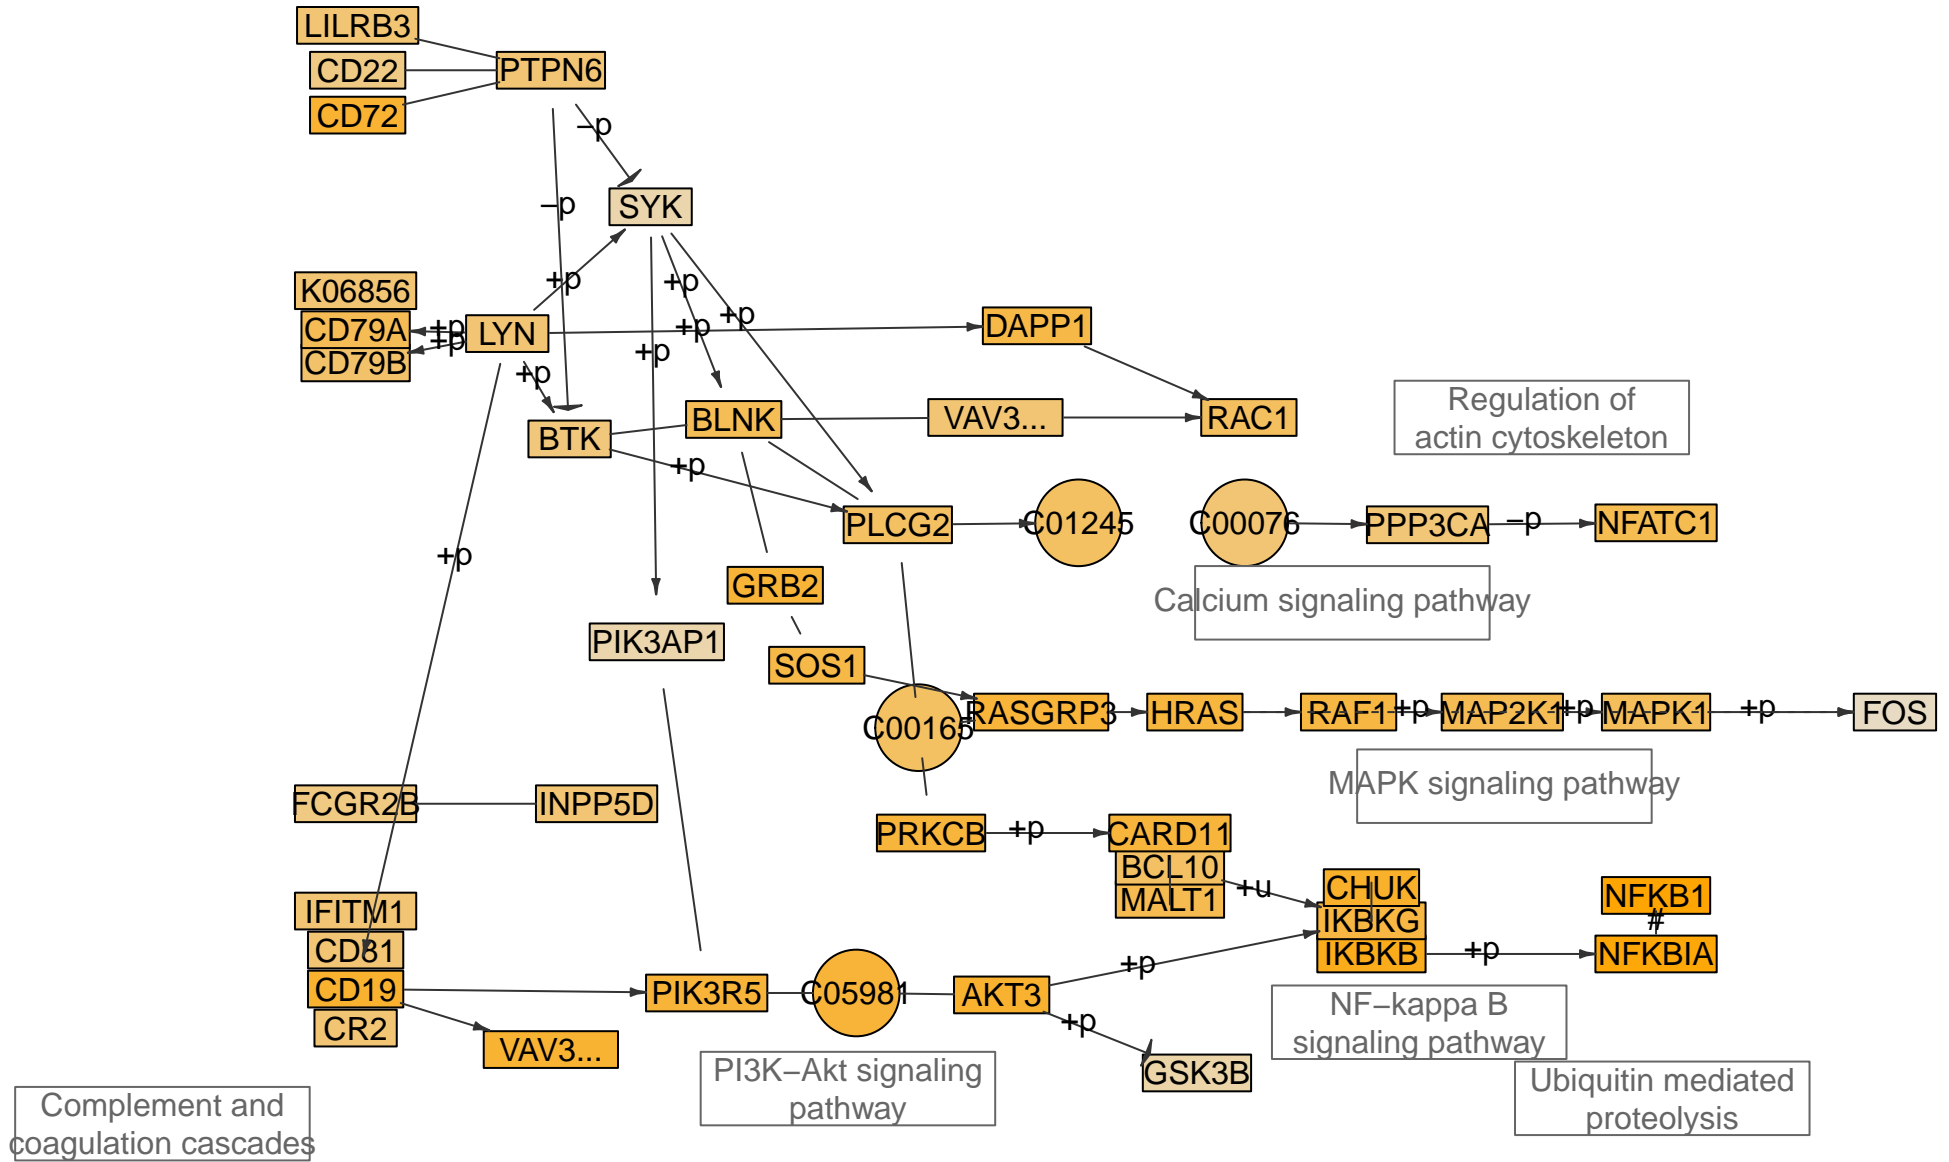 LILRB3
CD22
PTPN6
CD72
–p
SYK
–p
+p
+p
K06856
+p
CD79A
+p
LYN
+p
DAPP1
+p
CD79B
+p
+p
Regulation of
actin cytoskeleton
BLNK
VAV3...
RAC1
BTK
+p
PLCG2
C01245
C00076
PPP3CA
–p
NFATC1
+p
GRB2
Calcium signaling pathway
PIK3AP1
SOS1
C00165
RASGRP3
HRAS
RAF1
+p
MAP2K1
+p
MAPK1
+p
FOS
MAPK signaling pathway
FCGR2B
INPP5D
PRKCB
+p
CARD11
BCL10
MALT1
+u
CHUK
IKBKG
IKBKB
+p
NFKB1
#
NFKBIA
IFITM1
CD81
CD19
CR2
VAV3...
PIK3R5
C05981
AKT3
+p
+p
GSK3B
NF–kappa B
signaling pathway
PI3K–Akt signaling
pathway
Ubiquitin mediated
proteolysis
Complement and
coagulation cascades